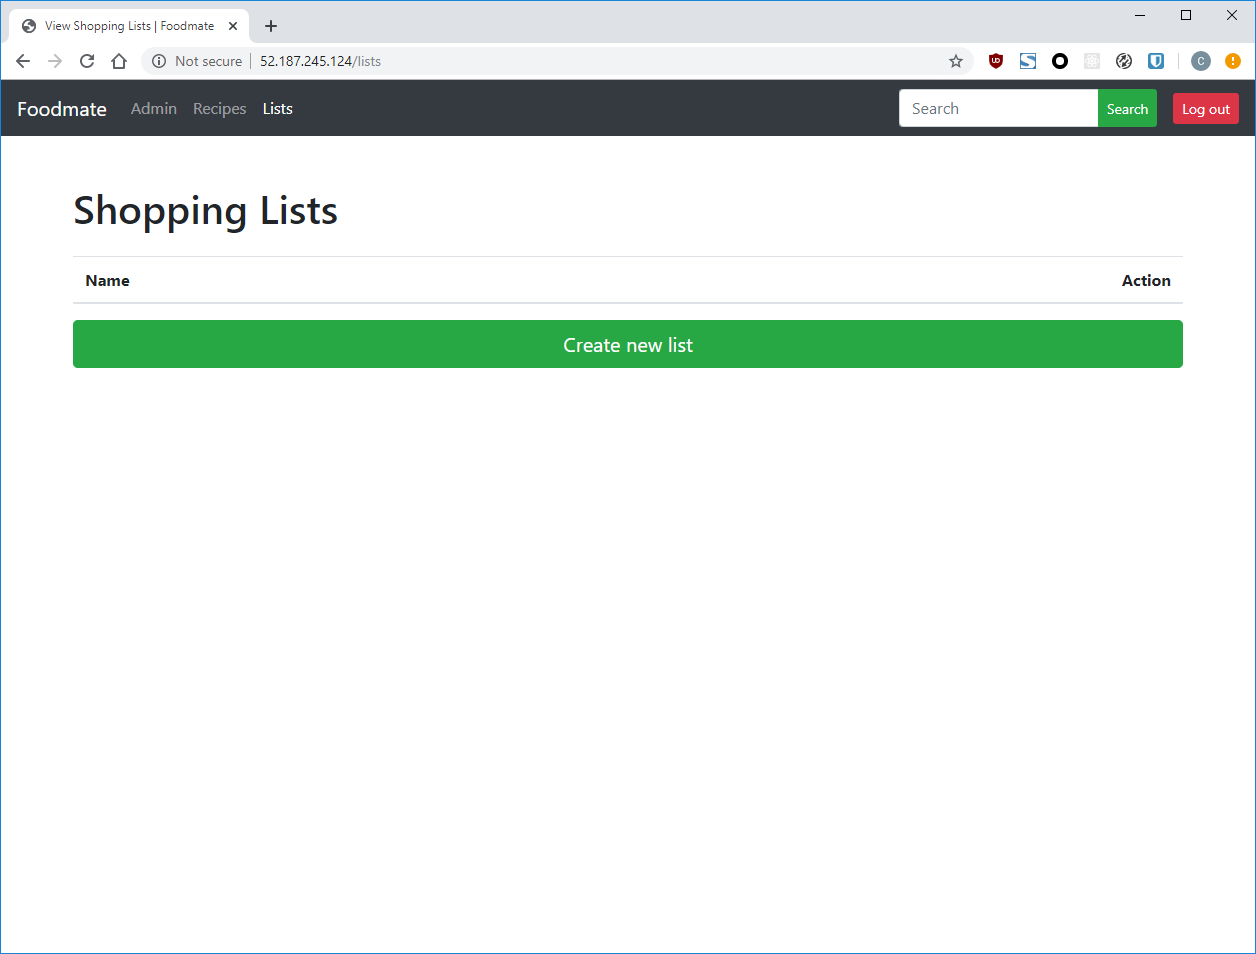 View Shopping Lists | Foodmate
Not secure 52.187.245.124/lists
C
Foodmate Admin Recipes Lists Search Search Log out
Shopping Lists
Name Action
Create new list